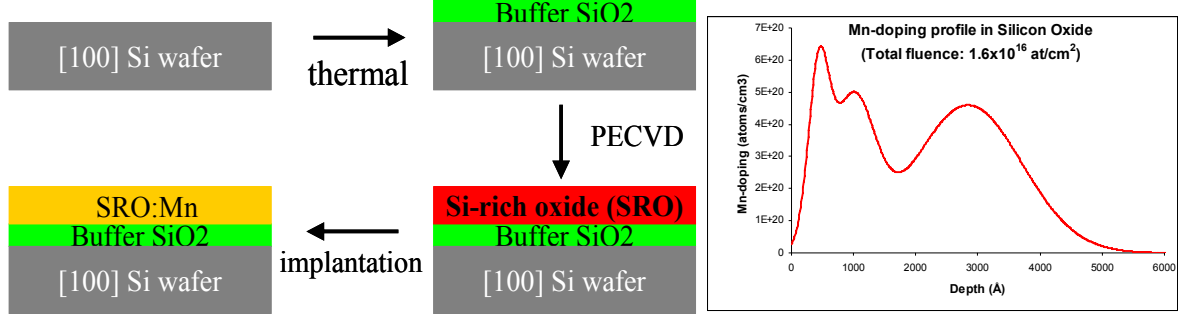 [100] Si wafer
thermal
Buffer SiO2
[100] Si wafer
PECVD
Si-rich oxide (SRO)
Buffer SiO2
[100] Si wafer
implantation
SRO:Mn
Buffer SiO2
[100] Si wafer
Mn-doping profile in Silicon Oxide
(Total fluence: 1.6x10^16 at/cm^2)
Mn-doping (atoms/cm3)
7E+20
6E+20
5E+20
4E+20
3E+20
2E+20
1E+20
0
0 1000 2000 3000 4000 5000 6000
Depth (Å)